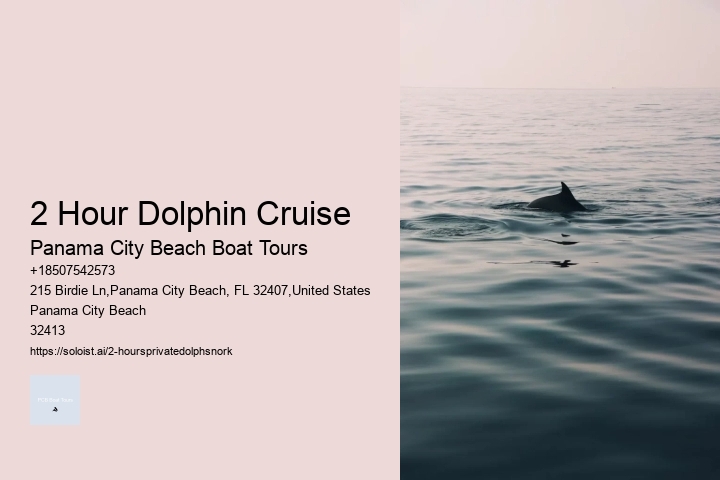 2 Hour Dolphin Cruise
Panama City Beach Boat Tours
+18507542573
215 Birdie Ln,Panama City Beach, FL 32407,United States
Panama City Beach
32413
https://soloist.ai/2-hoursprivatedolphsnork